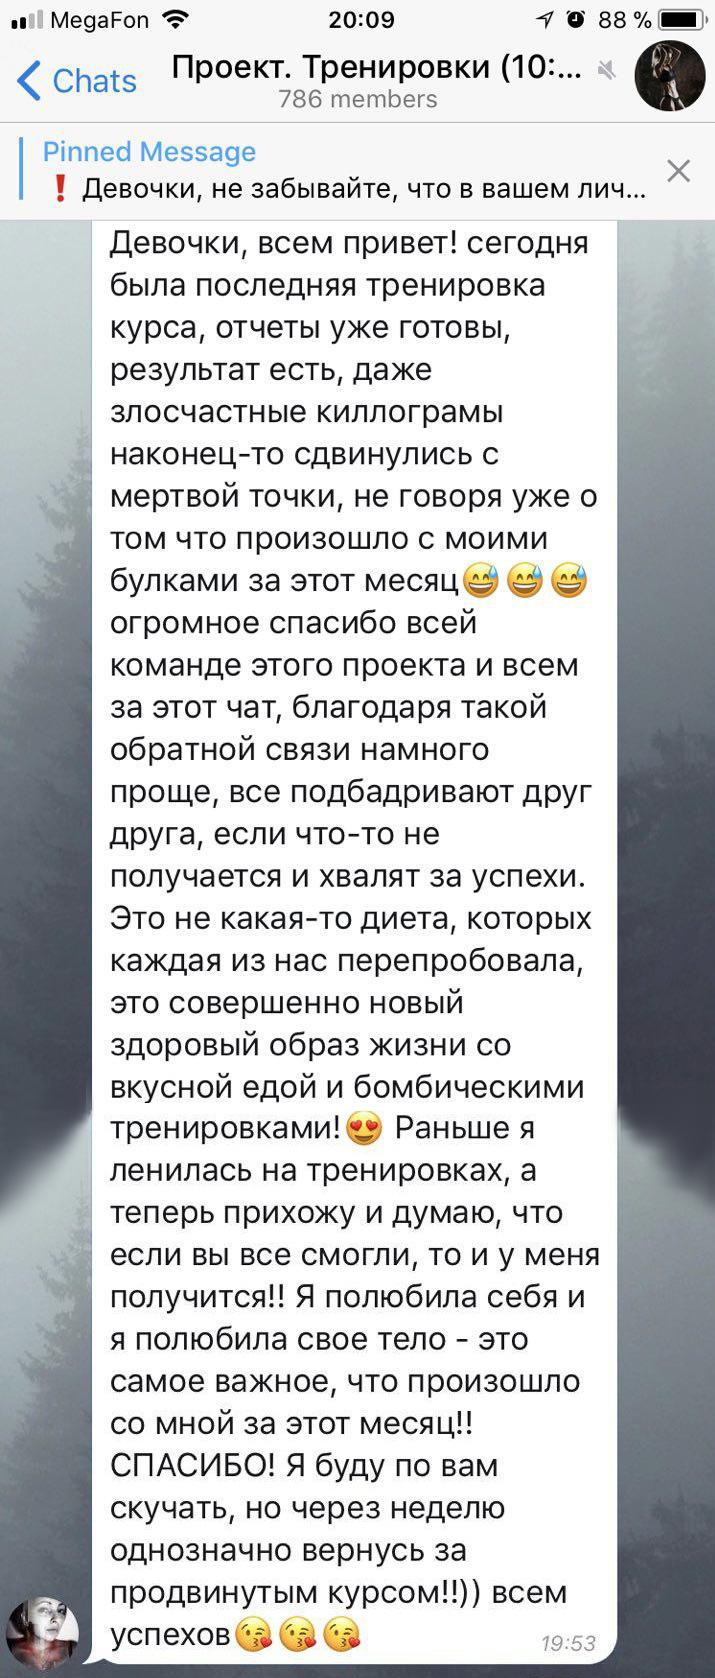 MegaFon 20:09 88 %
Chats Проект. Тренировки (10:...
786 members
Pinned Message
❗ Девочки, не забывайте, что в вашем лич...
Девочки, всем привет! сегодня
была последняя тренировка
курса, отчеты уже готовы,
результат есть, даже
злосчастные киллограмы
наконец-то сдвинулись с
мертвой точки, не говоря уже о
том что произошло с моими
булками за этот месяц😅😅😅
огромное спасибо всей
команде этого проекта и всем
за этот чат, благодаря такой
обратной связи намного
проще, все подбадривают друг
друга, если что-то не
получается и хвалят за успехи.
Это не какая-то диета, которых
каждая из нас перепробовала,
это совершенно новый
здоровый образ жизни со
вкусной едой и бомбическими
тренировками!😍 Раньше я
ленилась на тренировках, а
теперь прихожу и думаю, что
если вы все смогли, то и у меня
получится!! Я полюбила себя и
я полюбила свое тело - это
самое важное, что произошло
со мной за этот месяц!!
СПАСИБО! Я буду по вам
скучать, но через неделю
однозначно вернусь за
продвинутым курсом!!)) всем
успехов😘😘😘
19:53